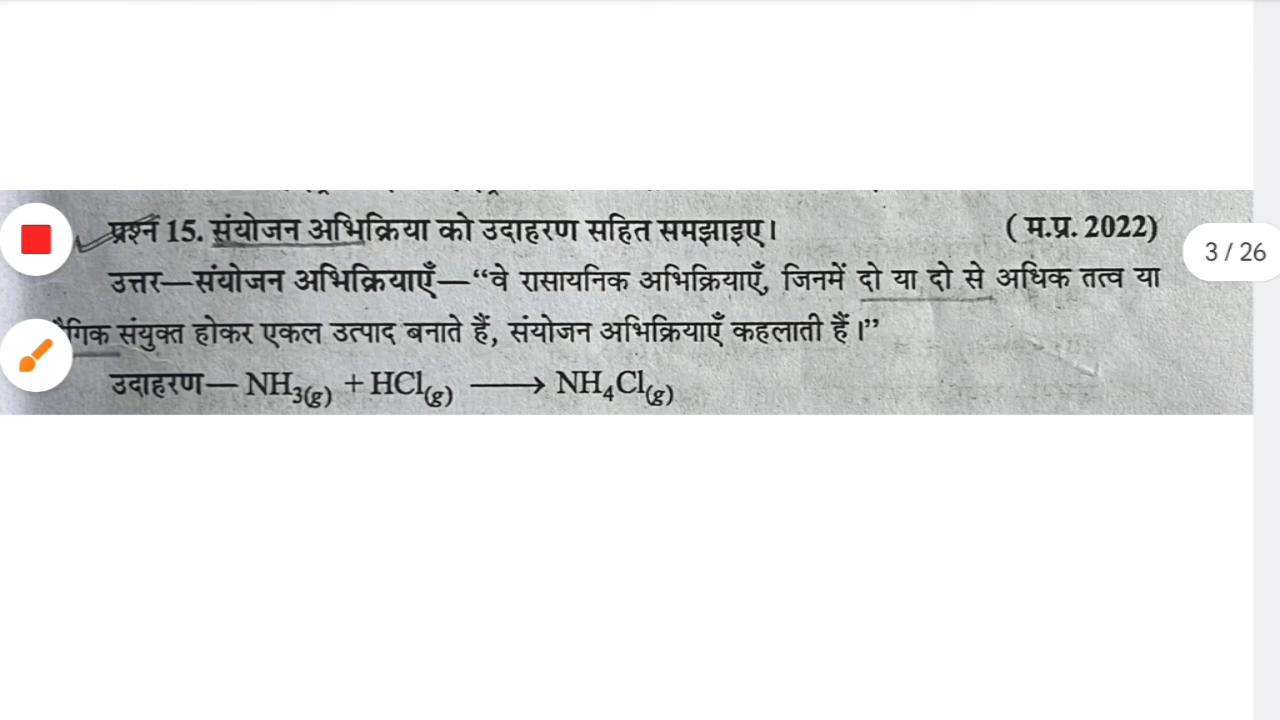 प्रश्न 15. संयोजन अभिक्रिया को उदाहरण सहित समझाइए। ( म.प्र. 2022)
3 / 26
उत्तर—संयोजन अभिक्रियाएँ—“वे रासायनिक अभिक्रियाएँ, जिनमें दो या दो से अधिक तत्व या
संयुक्त होकर एकल उत्पाद बनाते हैं, संयोजन अभिक्रियाएँ कहलाती हैं।”
उदाहरण— NH₃(g) + HCl(g) ⟶ NH₄Cl(g)